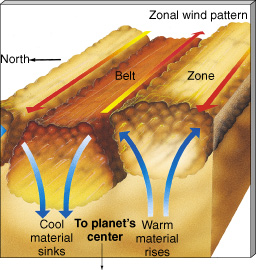 Zonal wind pattern
North
Belt
Zone
Cool
material
sinks
To planet's
center
Warm
material
rises